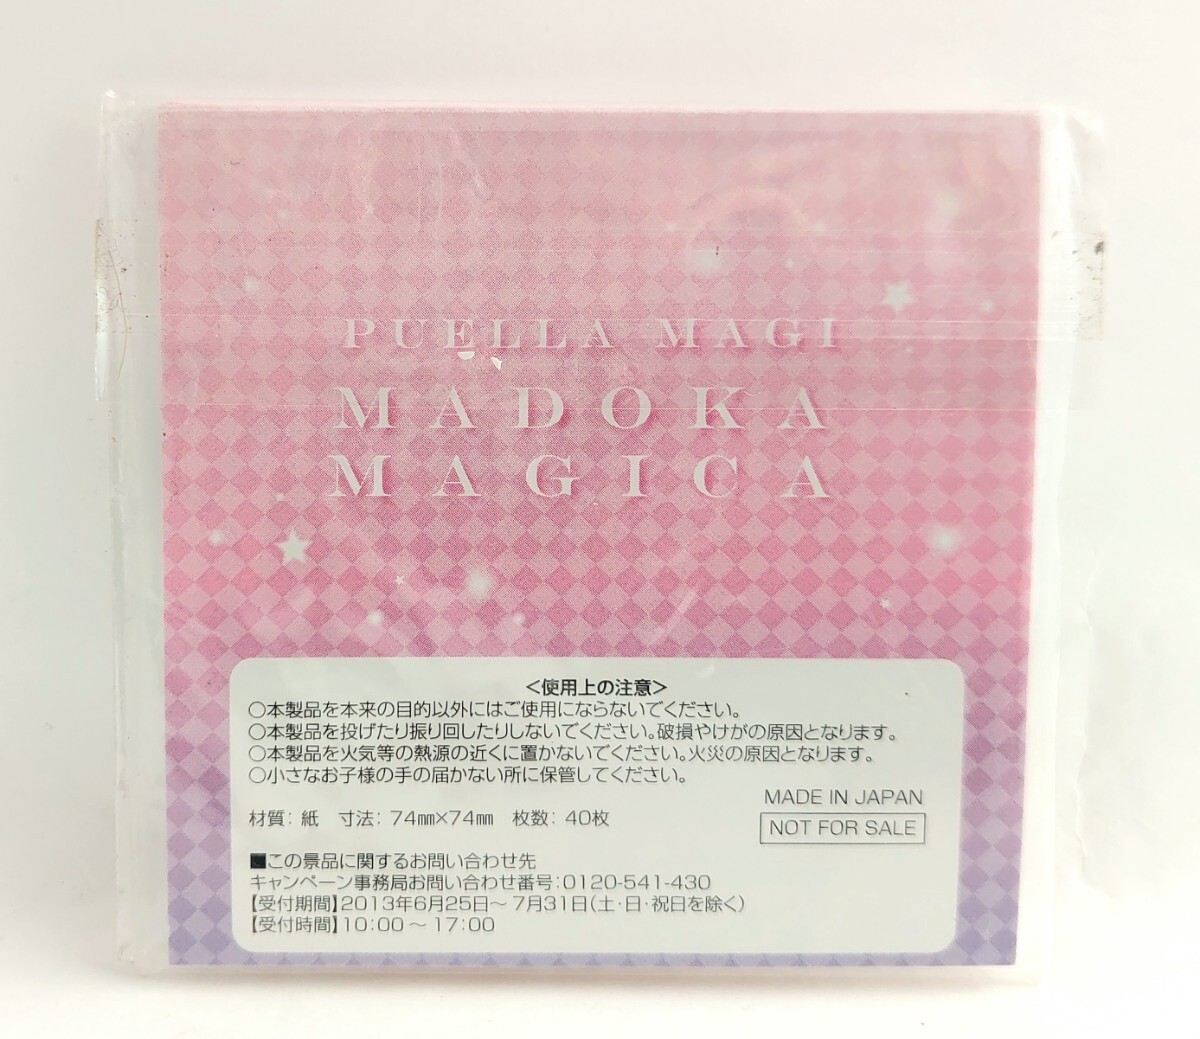 PUELLA MAGI
MADOKA
MAGICA
<使用上の注意>
○本製品を本来の目的以外にはご使用にならないでください。
○本製品を投げたり振り回したりしないでください。破損やけがの原因となります。
○本製品を火気等の熱源の近くに置かないでください。火災の原因となります。
○小さなお子様の手の届かない所に保管してください。
材質: 紙 寸法: 74㎜×74㎜ 枚数: 40枚
MADE IN JAPAN
NOT FOR SALE
■この景品に関するお問い合わせ先
キャンペーン事務局お問い合わせ番号:0120-541-430
【受付期間】2013年6月25日～7月31日(土・日・祝日を除く)
【受付時間】10:00～17:00